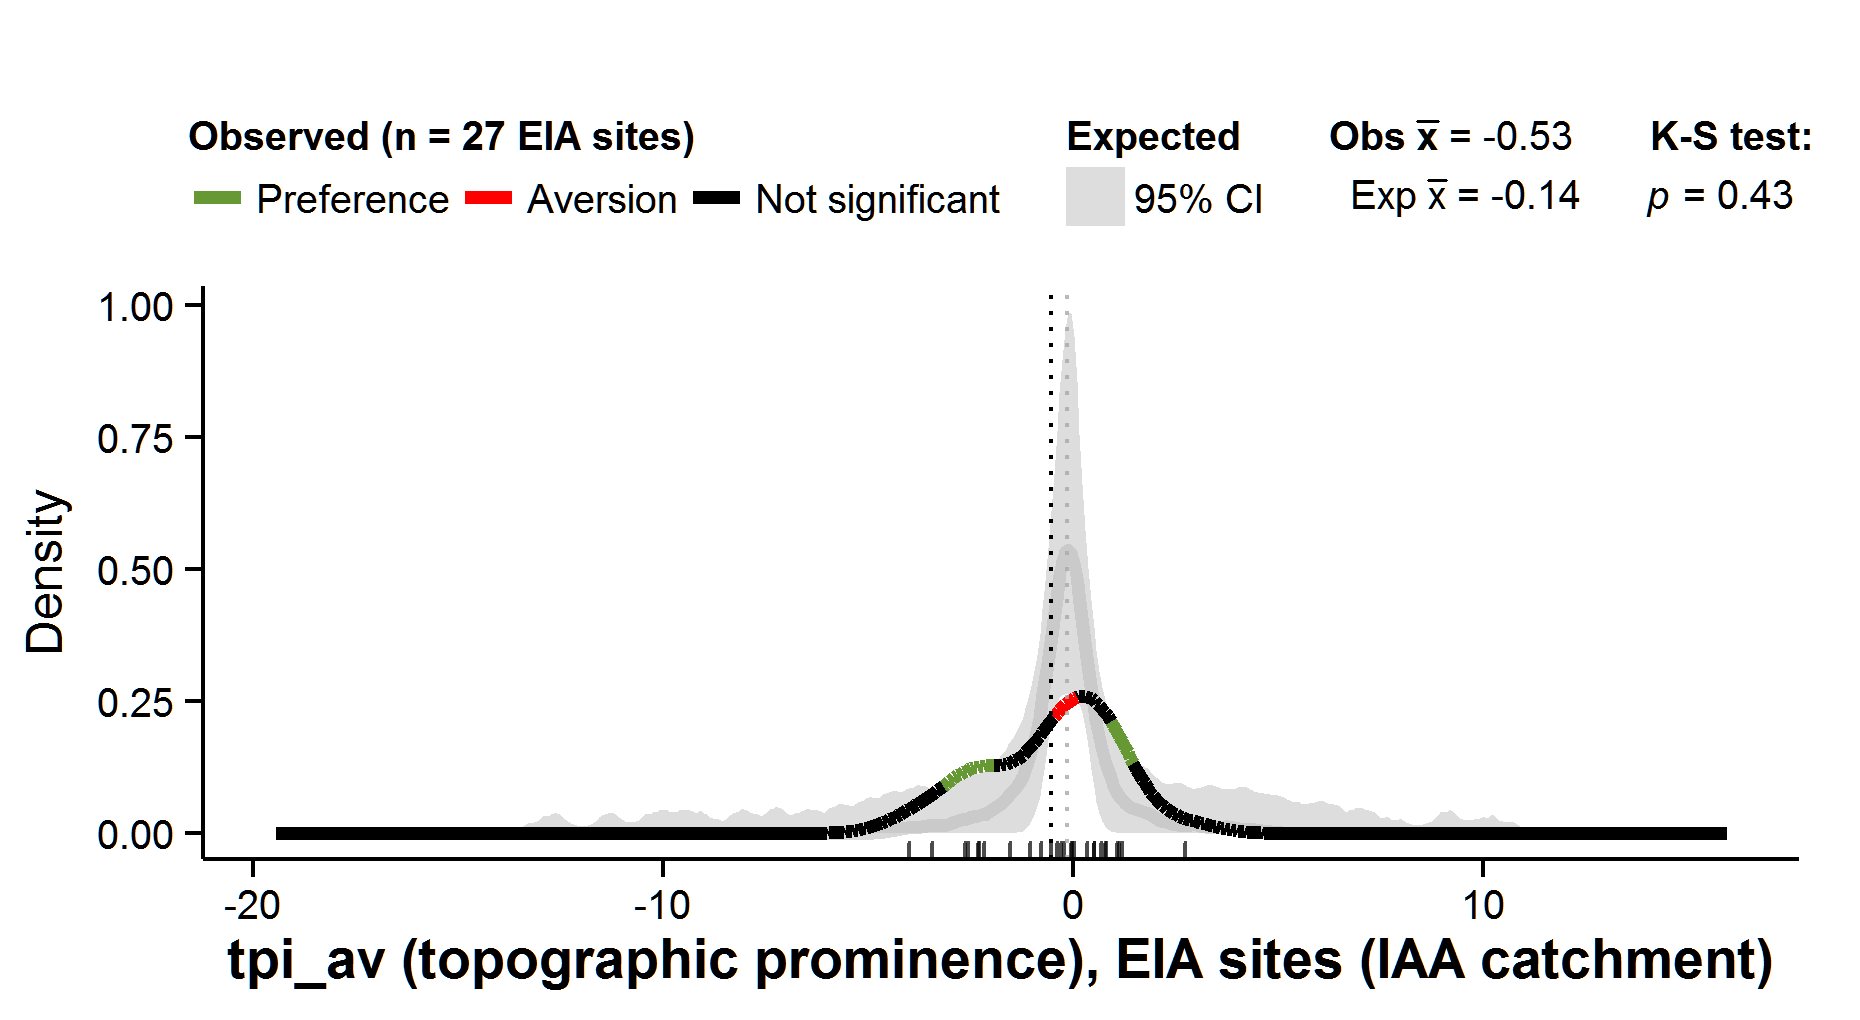 Observed (n = 27 EIA sites) Expected Obs x̅ = -0.53 K-S test:
Preference Aversion Not significant 95% CI Exp x̅ = -0.14 p = 0.43
1.00
0.75
0.50
0.25
0.00
Density
-20 -10 0 10
tpi_av (topographic prominence), EIA sites (IAA catchment)